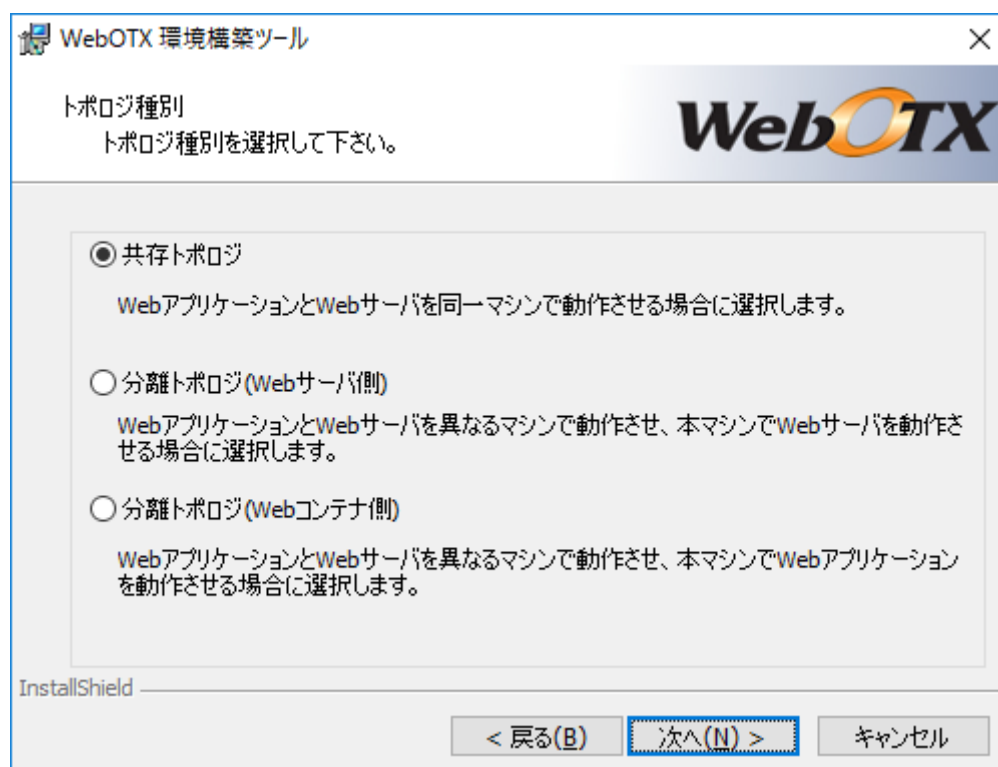 WebOTX 環境構築ツール
トポロジ種別
トポロジ種別を選択して下さい。
WebOTX
共存トポロジ
WebアプリケーションとWebサーバを同一マシンで動作させる場合に選択します。
分離トポロジ(Webサーバ側)
WebアプリケーションとWebサーバを異なるマシンで動作させ、本マシンでWebサーバを動作さ
せる場合に選択します。
分離トポロジ(Webコンテナ側)
WebアプリケーションとWebサーバを異なるマシンで動作させ、本マシンでWebアプリケーション
を動作させる場合に選択します。
InstallShield
< 戻る(B)
次へ(N) >
キャンセル